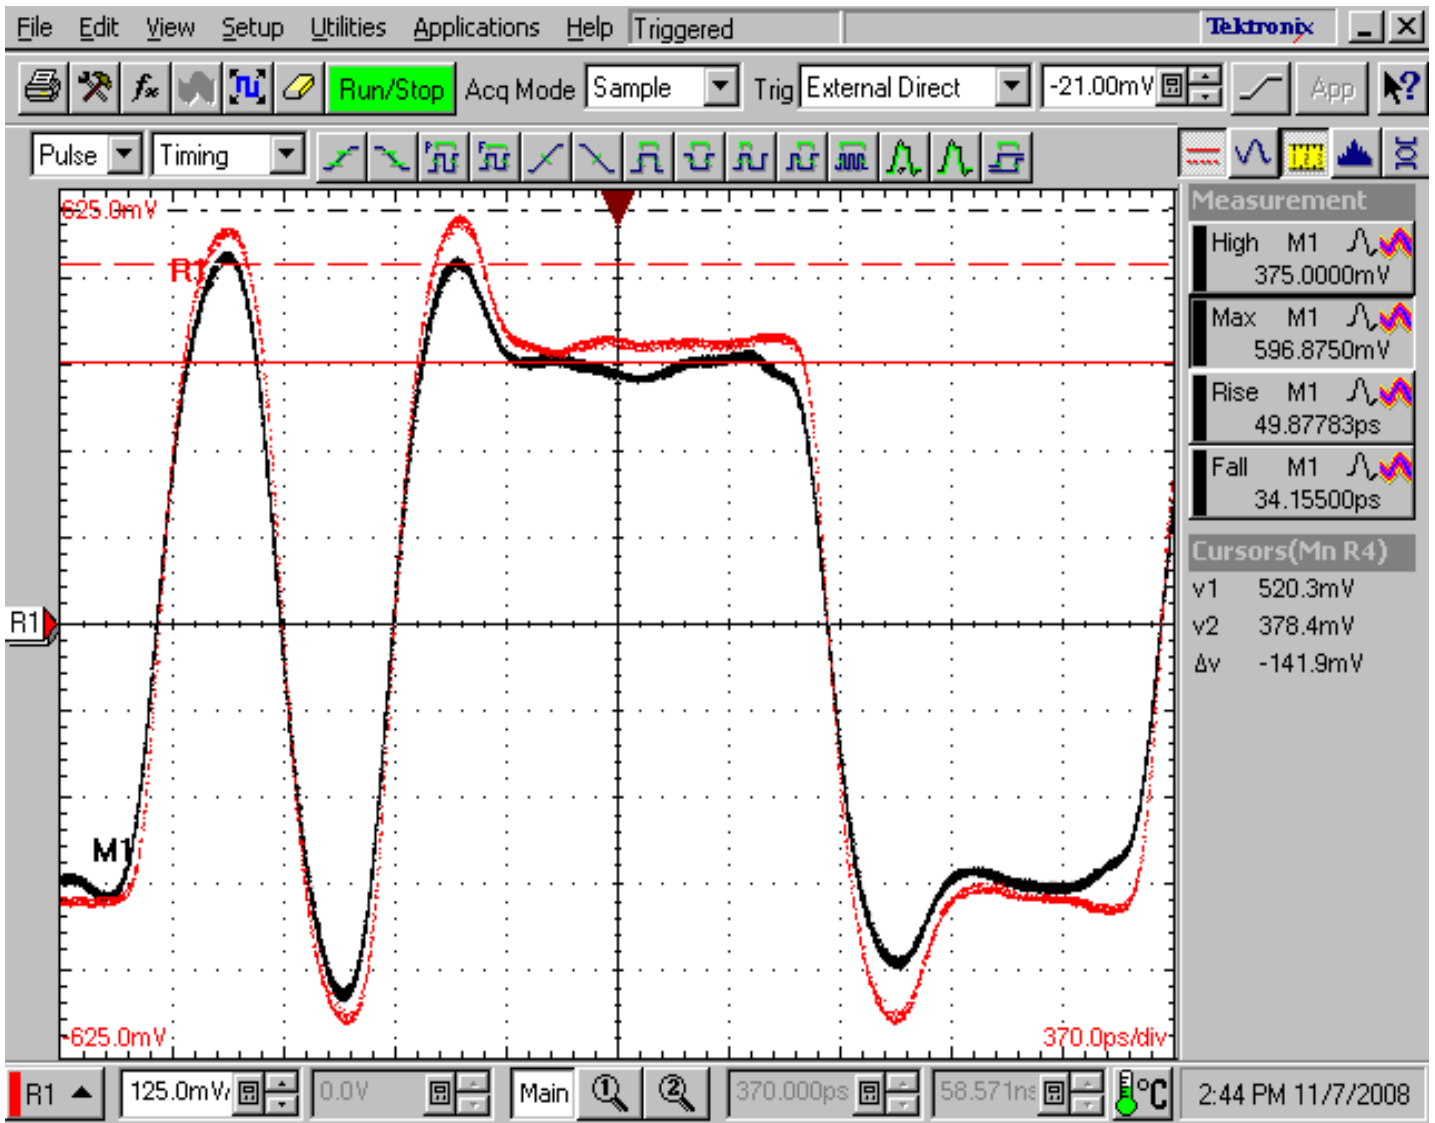 File Edit View Setup Utilities Applications Help Triggered Tektronix
Run/Stop Acq Mode Sample Trig External Direct -21.00mV App
Pulse Timing
625.0mV
R1
M1
-625.0mV
370.0ps/div
R1
Measurement
High M1
375.0000mV
Max M1
596.8750mV
Rise M1
49.87783ps
Fall M1
34.15500ps
Cursors(Mn R4)
v1 520.3mV
v2 378.4mV
Δv -141.9mV
R1 125.0mV/ 0.0V Main 1 2 370.000ps 58.571ns °C 2:44 PM 11/7/2008